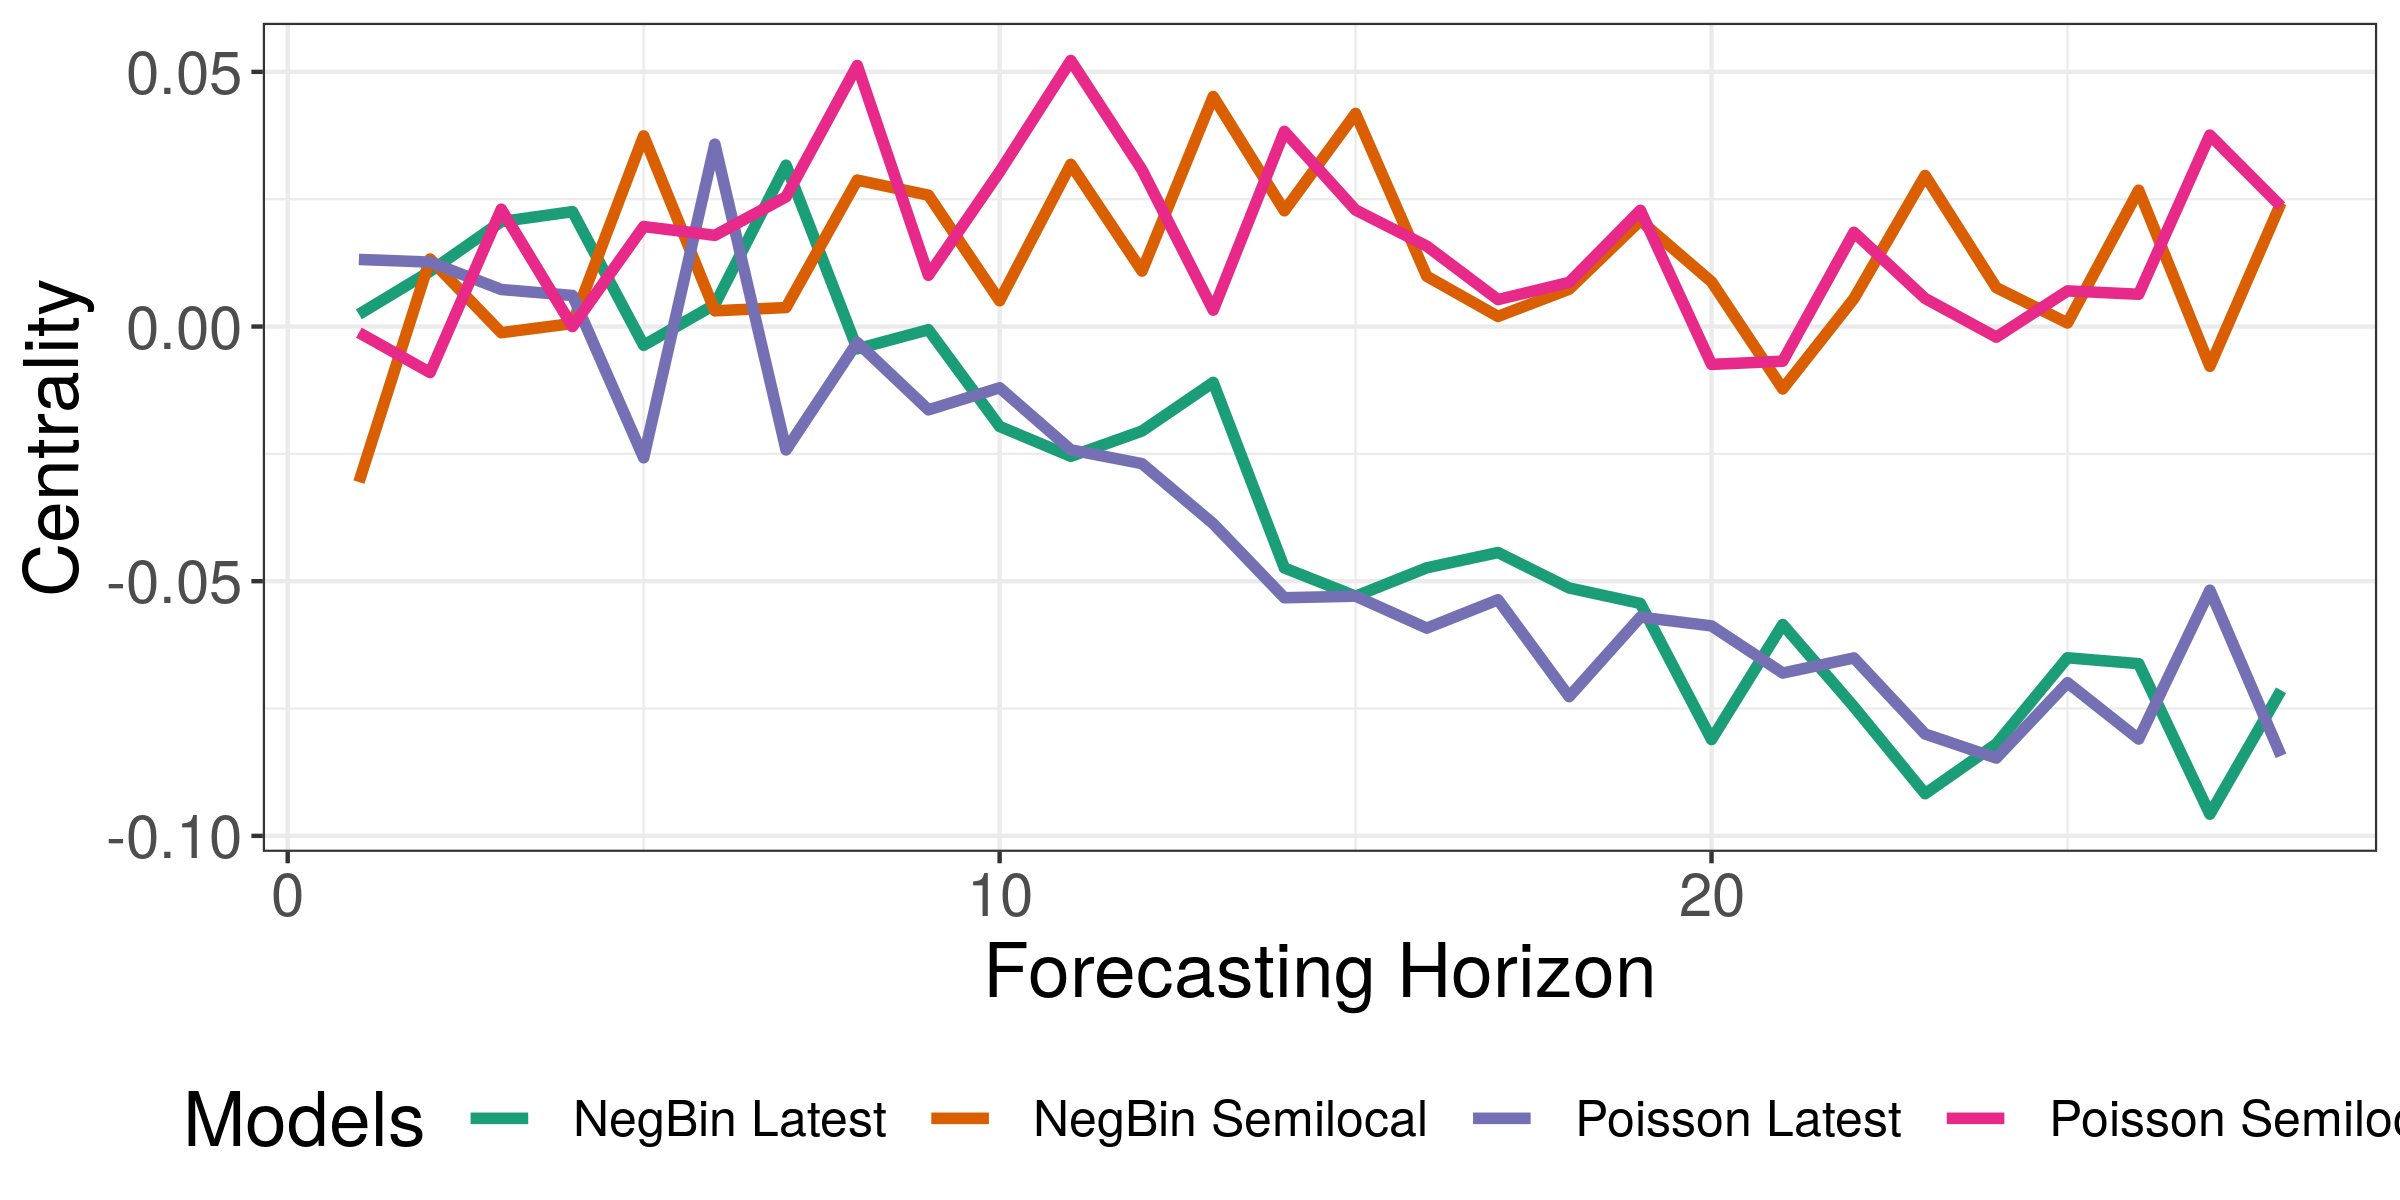 0.05
0.00
-0.05
-0.10
Centrality
0 10 20
Forecasting Horizon
Models NegBin Latest NegBin Semilocal Poisson Latest Poisson